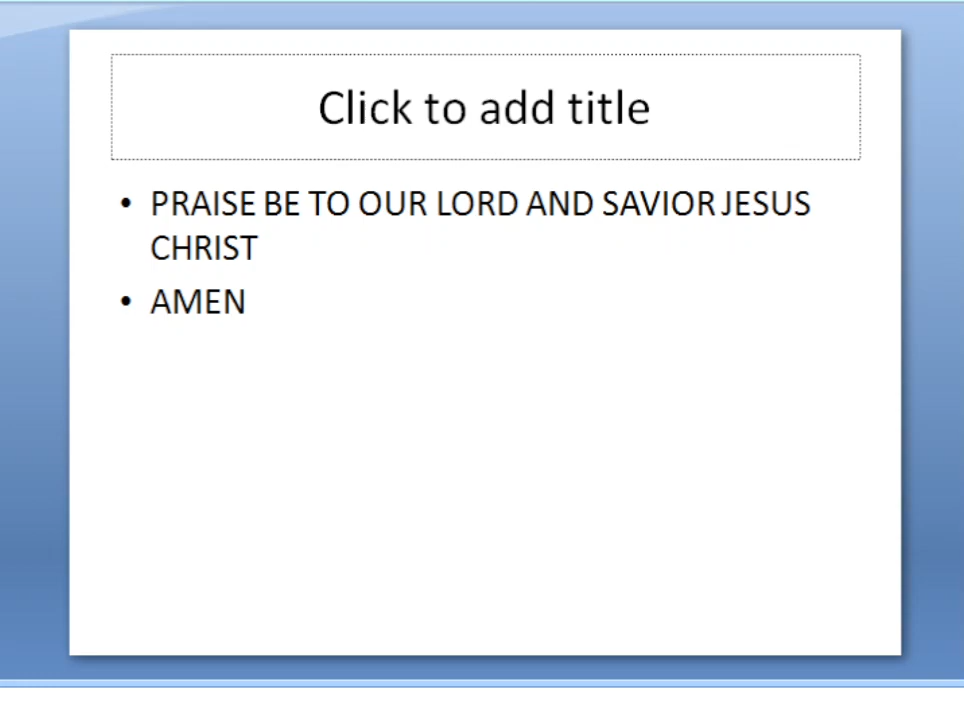 Click to add title
• PRAISE BE TO OUR LORD AND SAVIOR JESUS
CHRIST
• AMEN